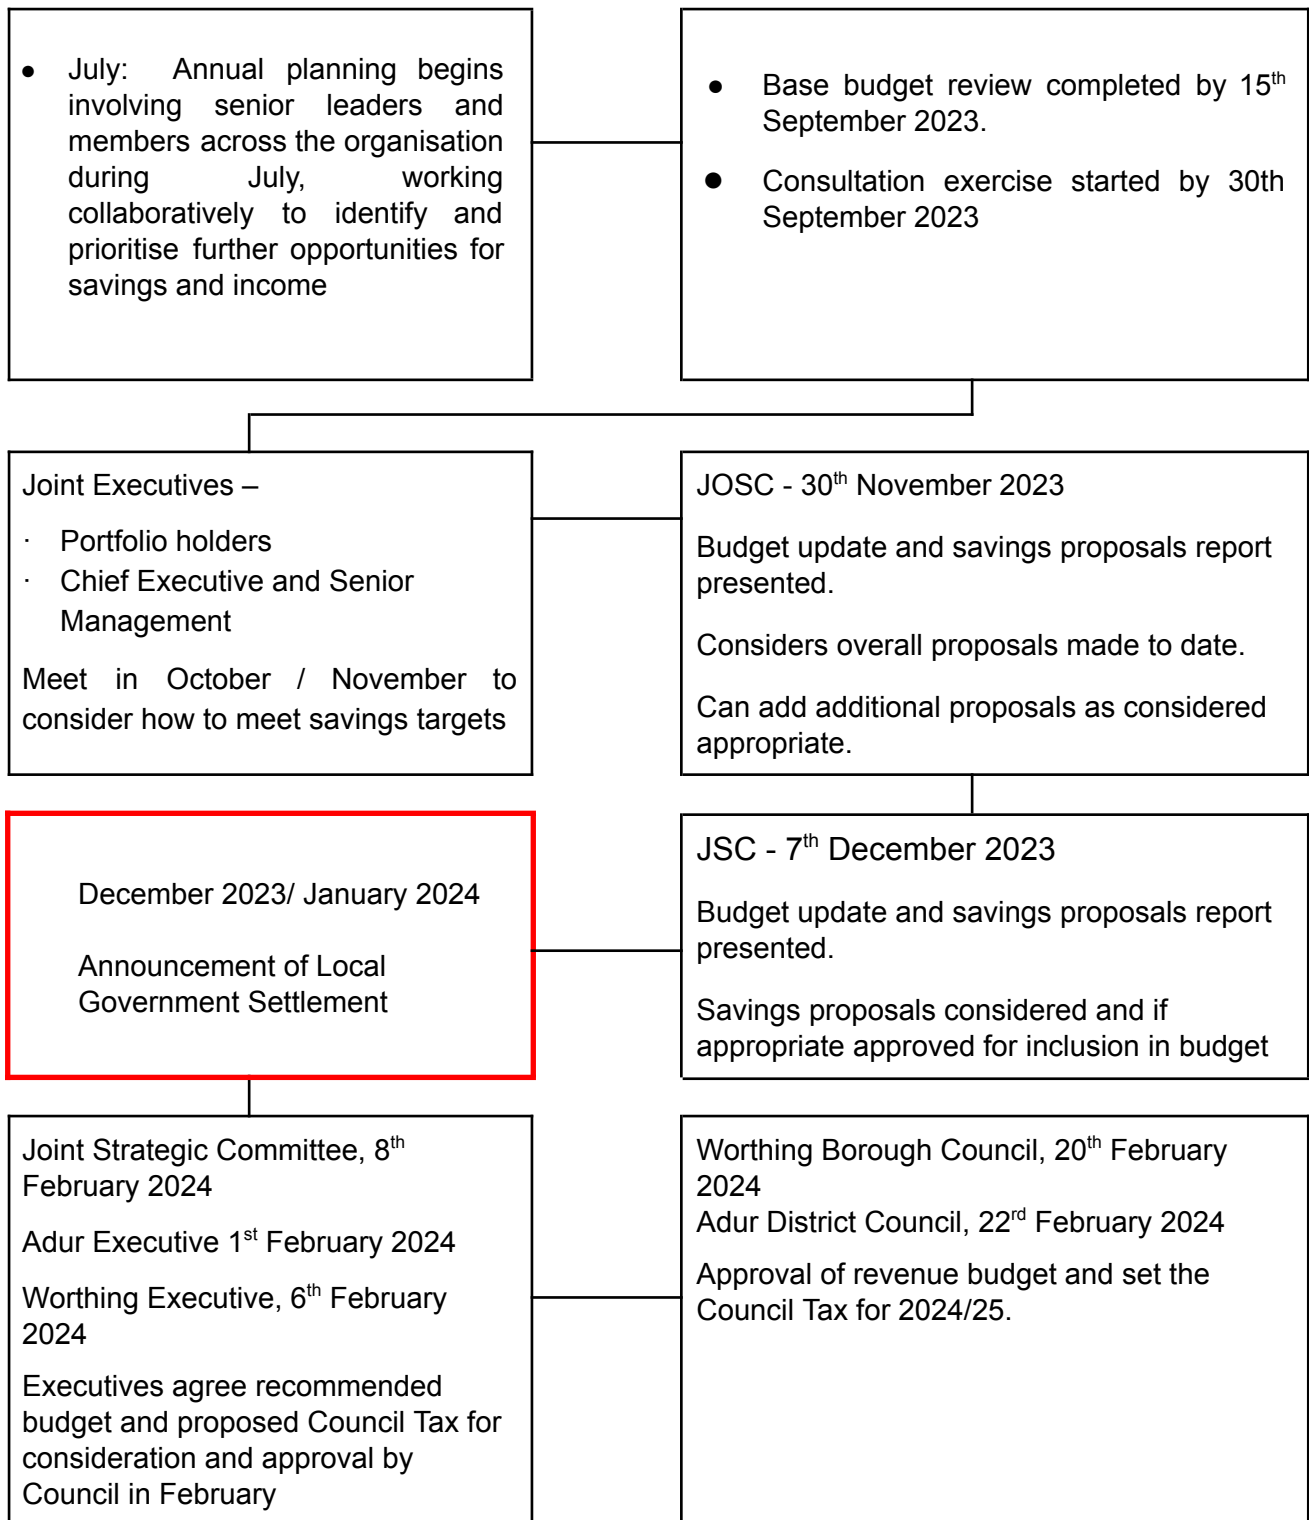 ● July: Annual planning begins
involving senior leaders and
members across the organisation
during July, working
collaboratively to identify and
prioritise further opportunities for
savings and income
● Base budget review completed by 15th
September 2023.
● Consultation exercise started by 30th
September 2023
Joint Executives –
· Portfolio holders
· Chief Executive and Senior
Management
Meet in October / November to
consider how to meet savings targets
JOSC - 30th November 2023
Budget update and savings proposals report
presented.
Considers overall proposals made to date.
Can add additional proposals as considered
appropriate.
JSC - 7th December 2023
Budget update and savings proposals report
presented.
Savings proposals considered and if
appropriate approved for inclusion in budget
December 2023/ January 2024
Announcement of Local
Government Settlement
Joint Strategic Committee, 8th
February 2024
Adur Executive 1st February 2024
Worthing Executive, 6th February
2024
Executives agree recommended
budget and proposed Council Tax for
consideration and approval by
Council in February
Worthing Borough Council, 20th February
2024
Adur District Council, 22rd February 2024
Approval of revenue budget and set the
Council Tax for 2024/25.